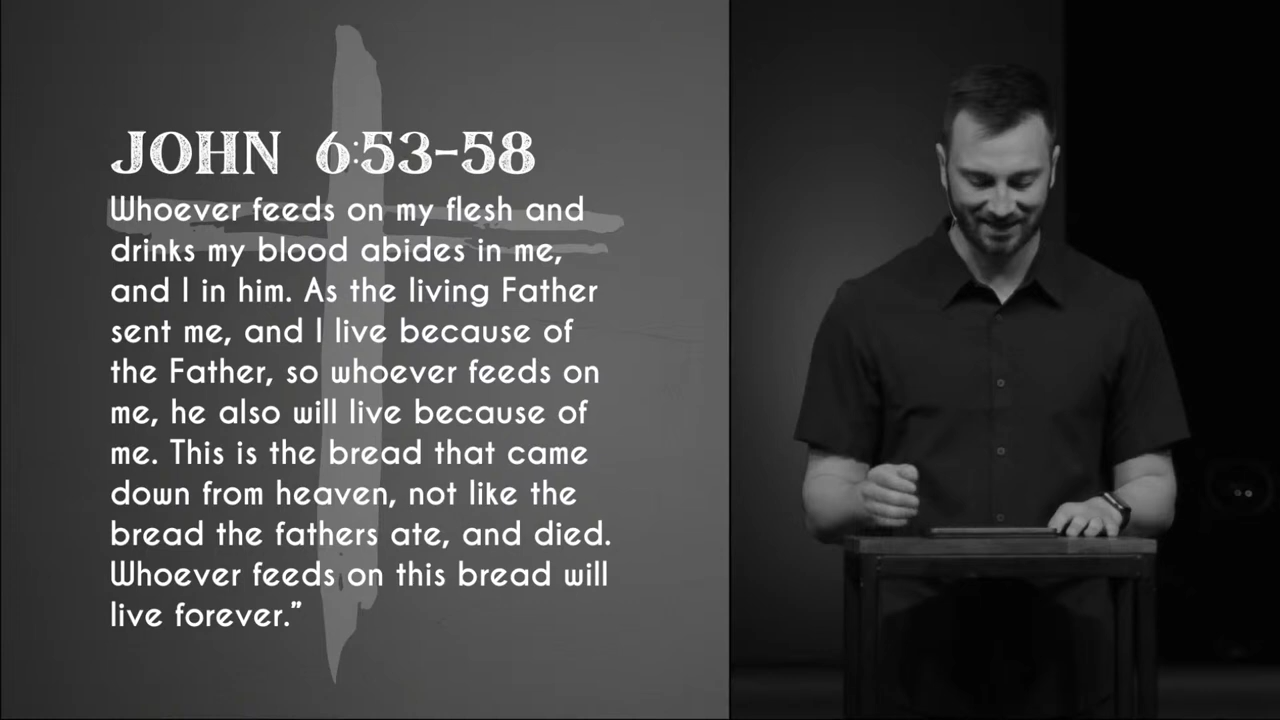 JOHN 6:53-58
Whoever feeds on my flesh and
drinks my blood abides in me,
and I in him. As the living Father
sent me, and I live because of
the Father, so whoever feeds on
me, he also will live because of
me. This is the bread that came
down from heaven, not like the
bread the fathers ate, and died.
Whoever feeds on this bread will
live forever.”